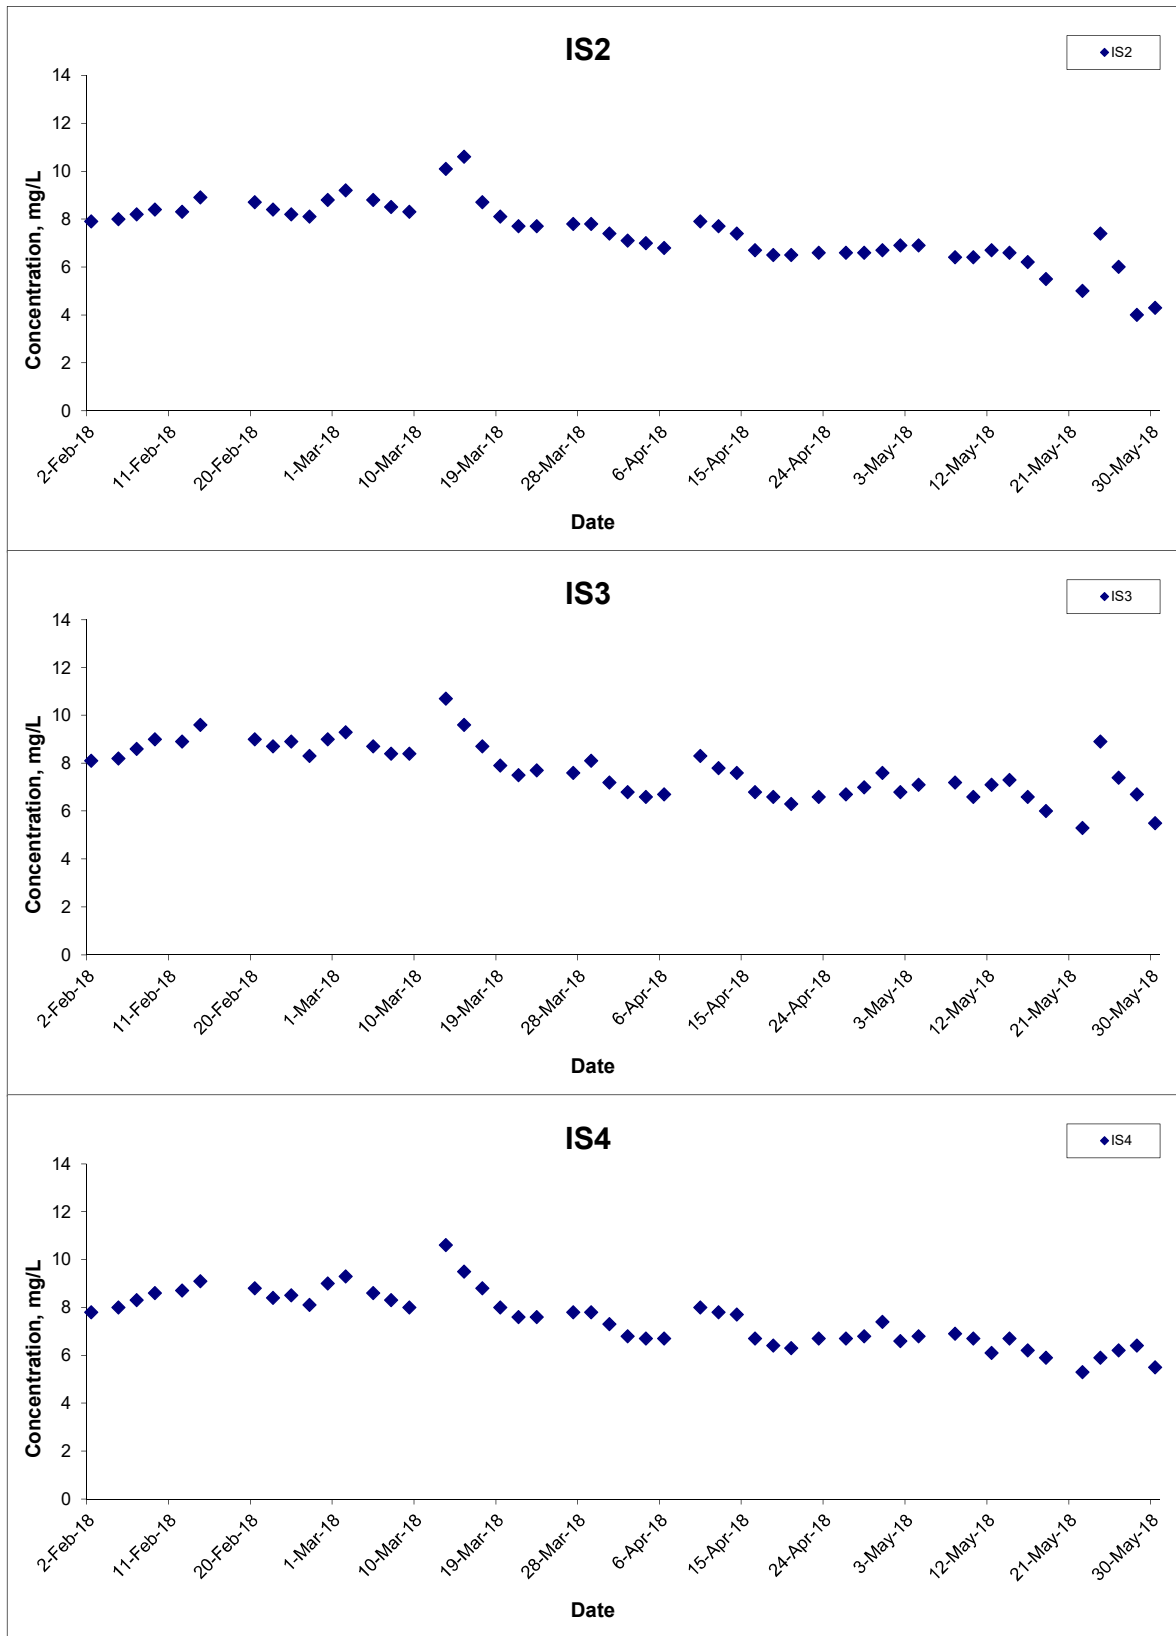 IS2
IS2
Concentration, mg/L
14
12
10
8
6
4
2
0
2-Feb-18
11-Feb-18
20-Feb-18
1-Mar-18
10-Mar-18
19-Mar-18
28-Mar-18
6-Apr-18
15-Apr-18
24-Apr-18
3-May-18
12-May-18
21-May-18
30-May-18
Date
IS3
IS3
Concentration, mg/L
14
12
10
8
6
4
2
0
2-Feb-18
11-Feb-18
20-Feb-18
1-Mar-18
10-Mar-18
19-Mar-18
28-Mar-18
6-Apr-18
15-Apr-18
24-Apr-18
3-May-18
12-May-18
21-May-18
30-May-18
Date
IS4
IS4
Concentration, mg/L
14
12
10
8
6
4
2
0
2-Feb-18
11-Feb-18
20-Feb-18
1-Mar-18
10-Mar-18
19-Mar-18
28-Mar-18
6-Apr-18
15-Apr-18
24-Apr-18
3-May-18
12-May-18
21-May-18
30-May-18
Date